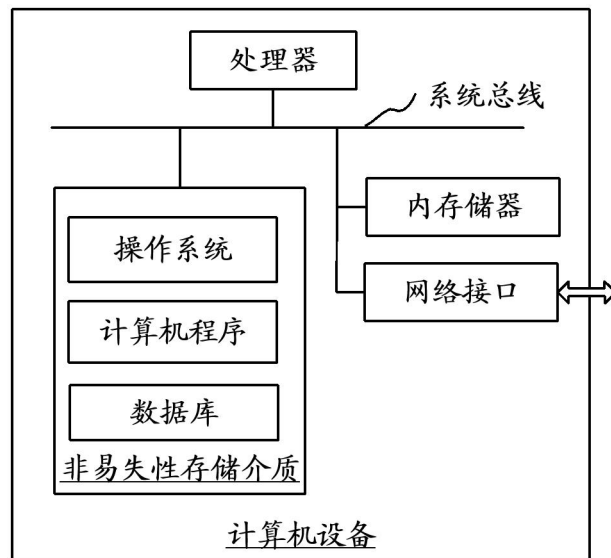 处理器
系统总线
内存储器
操作系统
网络接口
计算机程序
数据库
非易失性存储介质
计算机设备